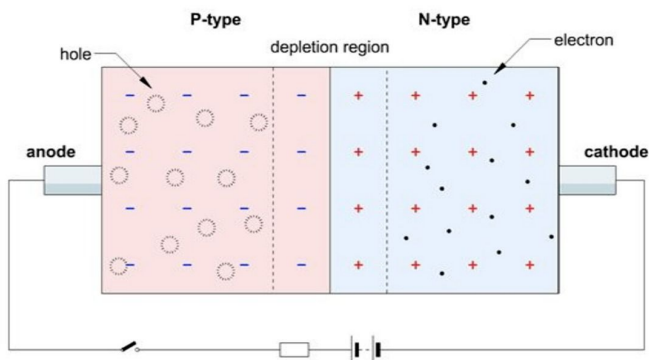 P-type
N-type
depletion region
hole
electron
anode
cathode
− − − − + + + +
− − − − + + + +
− − − − + + + +
− − − − + + + +